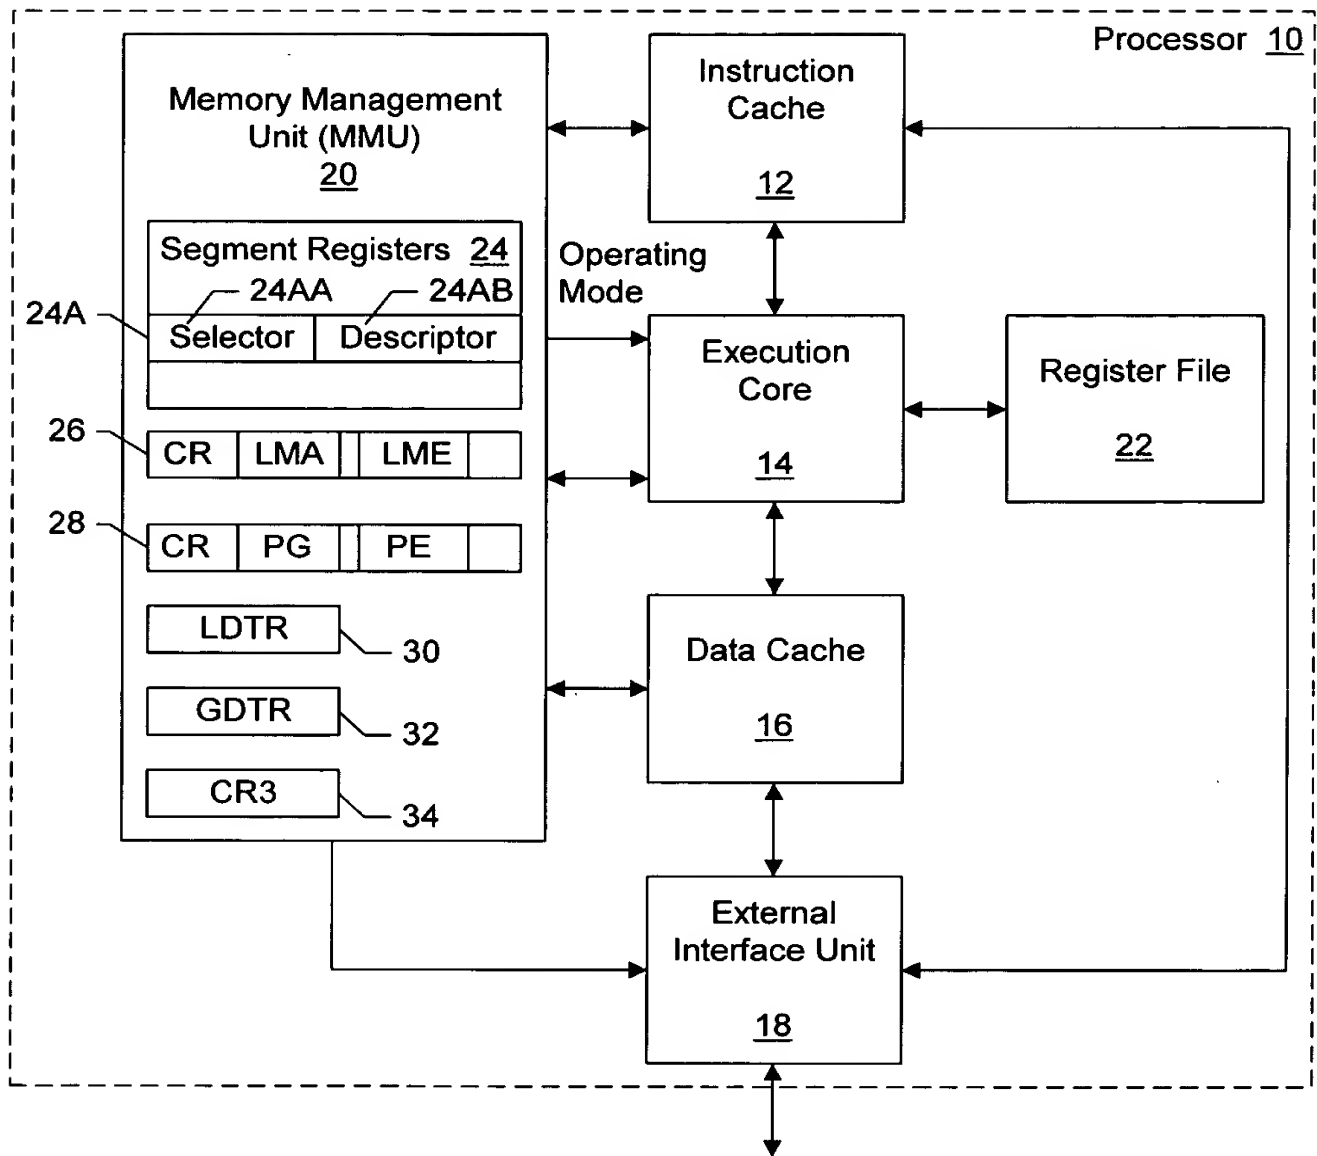 Processor 10
Memory Management
Unit (MMU)
20
Segment Registers 24
24AA 24AB
24A
Selector Descriptor
26
CR LMA LME
28
CR PG PE
LDTR
30
GDTR
32
CR3
34
Operating
Mode
Instruction
Cache
12
Execution
Core
14
Register File
22
Data Cache
16
External
Interface Unit
18